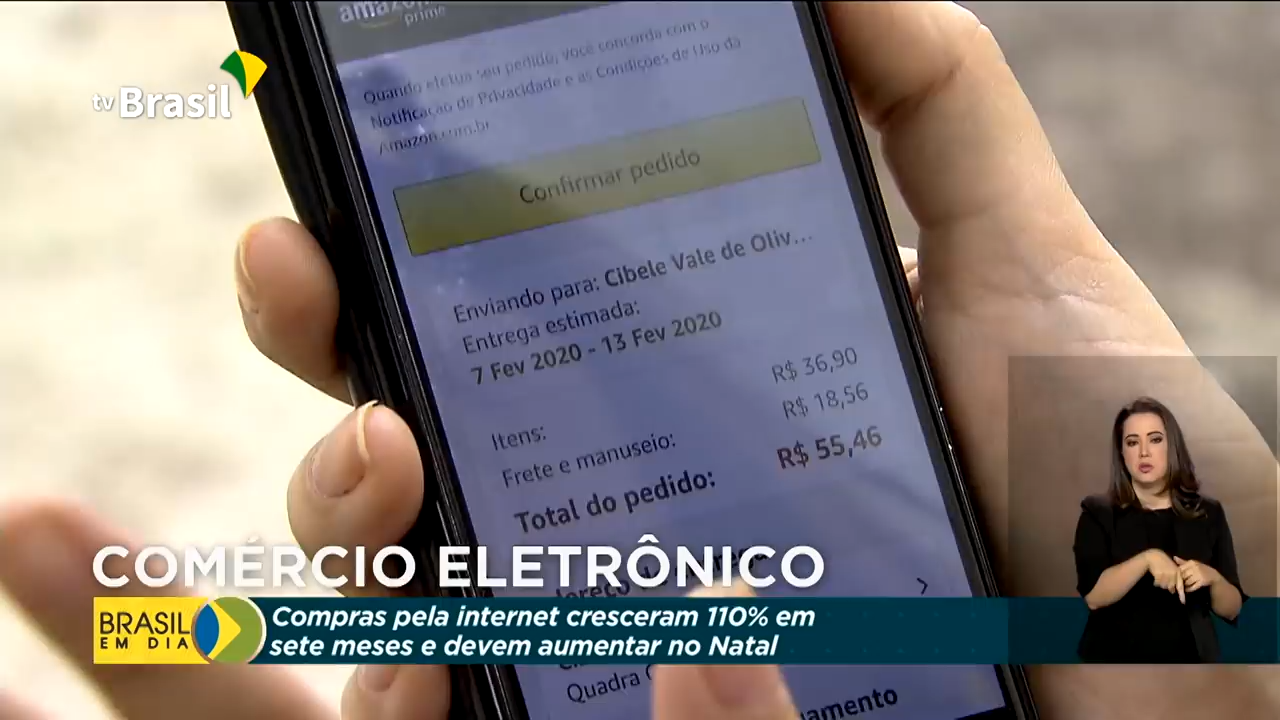 amazon
prime
tv Brasil
Quando efetua seu pedido, você concorda com o
Notificação de Privacidade e as Condições de Uso da
Amazon.com.br
Confirmar pedido
Enviando para: Cibele Vale de Oliv...
Entrega estimada:
7 Fev 2020 - 13 Fev 2020
Itens: R$ 36,90
Frete e manuseio: R$ 18,56
Total do pedido: R$ 55,46
COMÉRCIO ELETRÔNICO
BRASIL
EM DIA
Compras pela internet cresceram 110% em
sete meses e devem aumentar no Natal
Quadra